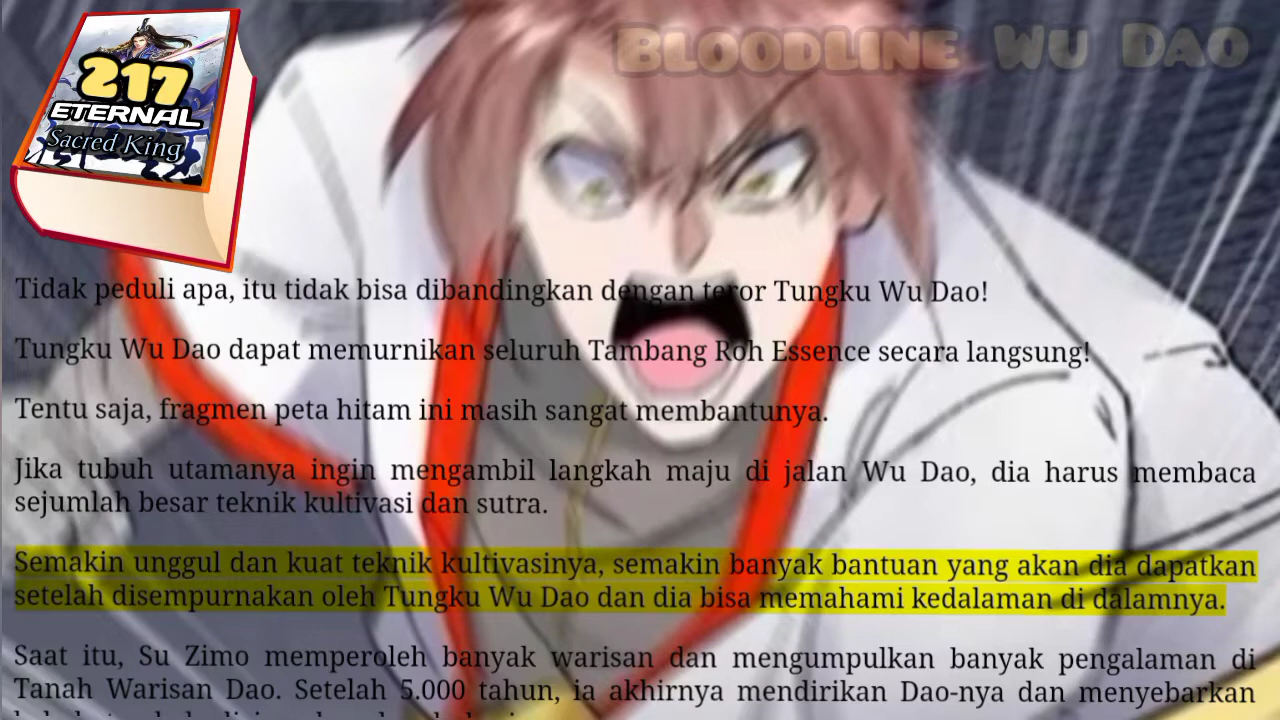 BLOODLINE WU DAO
217
ETERNAL
Sacred King
Tidak peduli apa, itu tidak bisa dibandingkan dengan teror Tungku Wu Dao!
Tungku Wu Dao dapat memurnikan seluruh Tambang Roh Essence secara langsung!
Tentu saja, fragmen peta hitam ini masih sangat membantunya.
Jika tubuh utamanya ingin mengambil langkah maju di jalan Wu Dao, dia harus membaca
sejumlah besar teknik kultivasi dan sutra.
Semakin unggul dan kuat teknik kultivasinya, semakin banyak bantuan yang akan dia dapatkan
setelah disempurnakan oleh Tungku Wu Dao dan dia bisa memahami kedalaman di dalamnya.
Saat itu, Su Zimo memperoleh banyak warisan dan mengumpulkan banyak pengalaman di
Tanah Warisan Dao. Setelah 5.000 tahun, ia akhirnya mendirikan Dao-nya dan menyebarkan